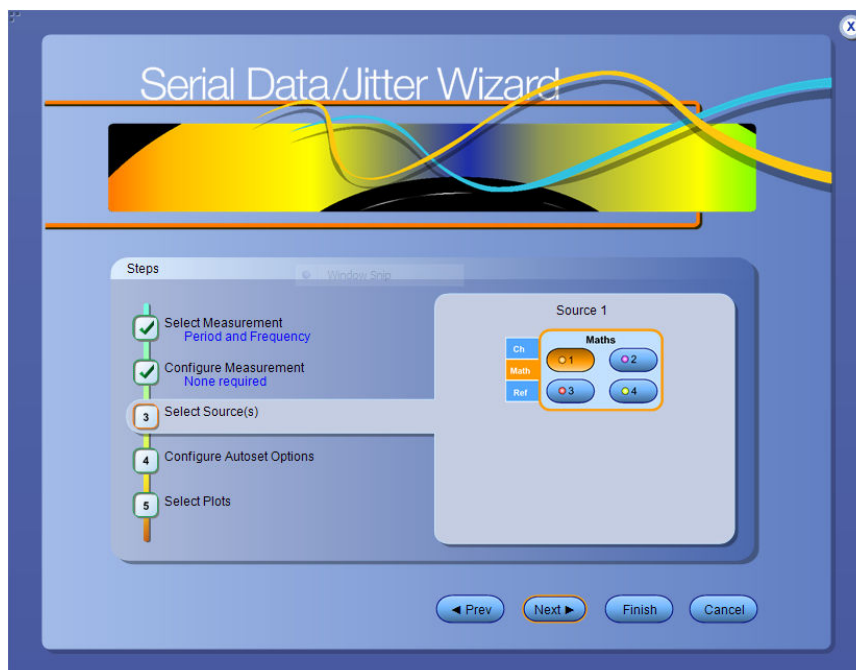 X
Serial Data/Jitter Wizard
Steps
Window Snip
Select Measurement
Period and Frequency
Configure Measurement
None required
3 Select Source(s)
4 Configure Autoset Options
5 Select Plots
Source 1
Ch
Math
Ref
Maths
1 2
3 4
◄ Prev Next ► Finish Cancel